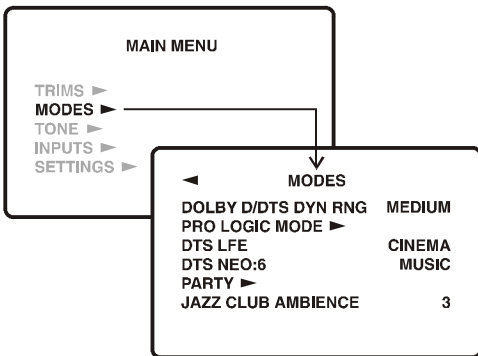 MAIN MENU
TRIMS ►
MODES ►
TONE ►
INPUTS ►
SETTINGS ►
◄ MODES
DOLBY D/DTS DYN RNG MEDIUM
PRO LOGIC MODE ►
DTS LFE CINEMA
DTS NEO:6 MUSIC
PARTY ►
JAZZ CLUB AMBIENCE 3